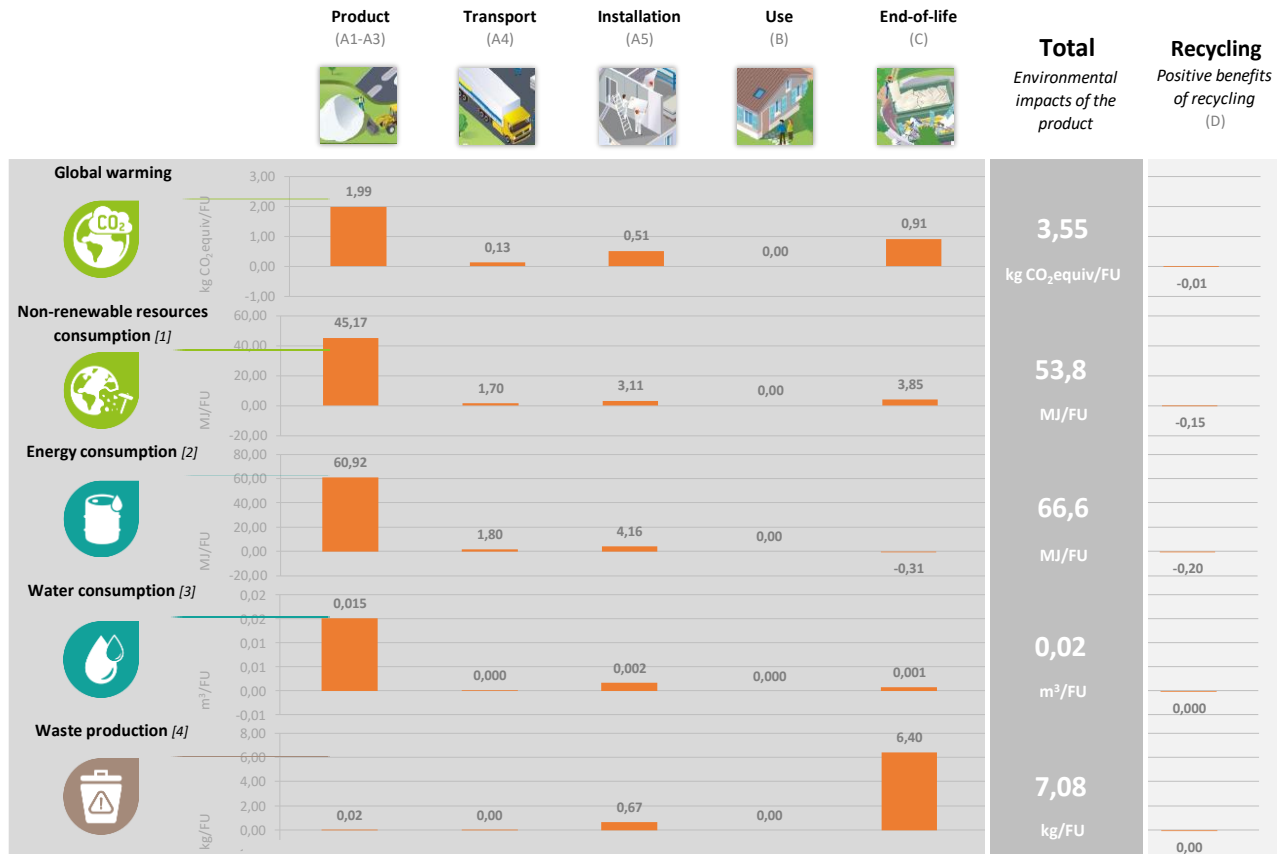 Product
(A1-A3)
Transport
(A4)
Installation
(A5)
Use
(B)
End-of-life
(C)
Total
Environmental
impacts of the
product
Recycling
Positive benefits
of recycling
(D)
Global warming
CO2
kg CO2equiv/FU
3,00
2,00
1,00
0,00
-1,00
1,99
0,13
0,51
0,00
0,91
3,55
kg CO2equiv/FU
-0,01
Non-renewable resources
consumption [1]
MJ/FU
60,00
40,00
20,00
0,00
-20,00
45,17
1,70
3,11
0,00
3,85
53,8
MJ/FU
-0,15
Energy consumption [2]
MJ/FU
80,00
60,00
40,00
20,00
0,00
-20,00
60,92
1,80
4,16
0,00
-0,31
66,6
MJ/FU
-0,20
Water consumption [3]
m³/FU
0,02
0,02
0,01
0,01
0,00
-0,01
0,015
0,000
0,002
0,000
0,001
0,02
m³/FU
0,000
Waste production [4]
kg/FU
8,00
6,00
4,00
2,00
0,00
-
0,02
0,00
0,67
0,00
6,40
7,08
kg/FU
0,00